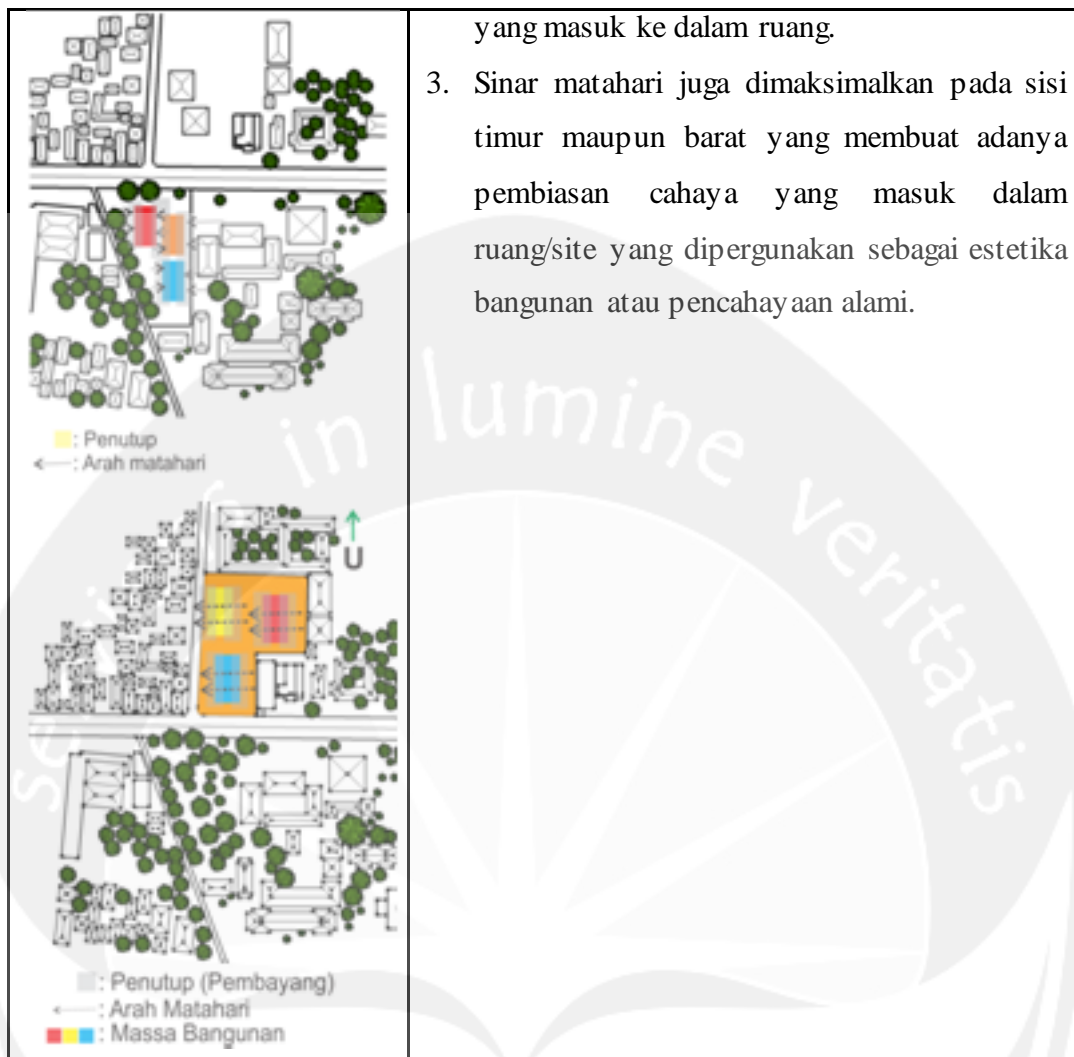 yang masuk ke dalam ruang.
3. Sinar matahari juga dimaksimalkan pada sisi
timur maupun barat yang membuat adanya
pembiasan cahaya yang masuk dalam
ruang/site yang dipergunakan sebagai estetika
bangunan atau pencahayaan alami.
: Penutup
: Arah matahari
U
: Penutup (Pembayang)
: Arah Matahari
: Massa Bangunan
serviens in lumine veritatis